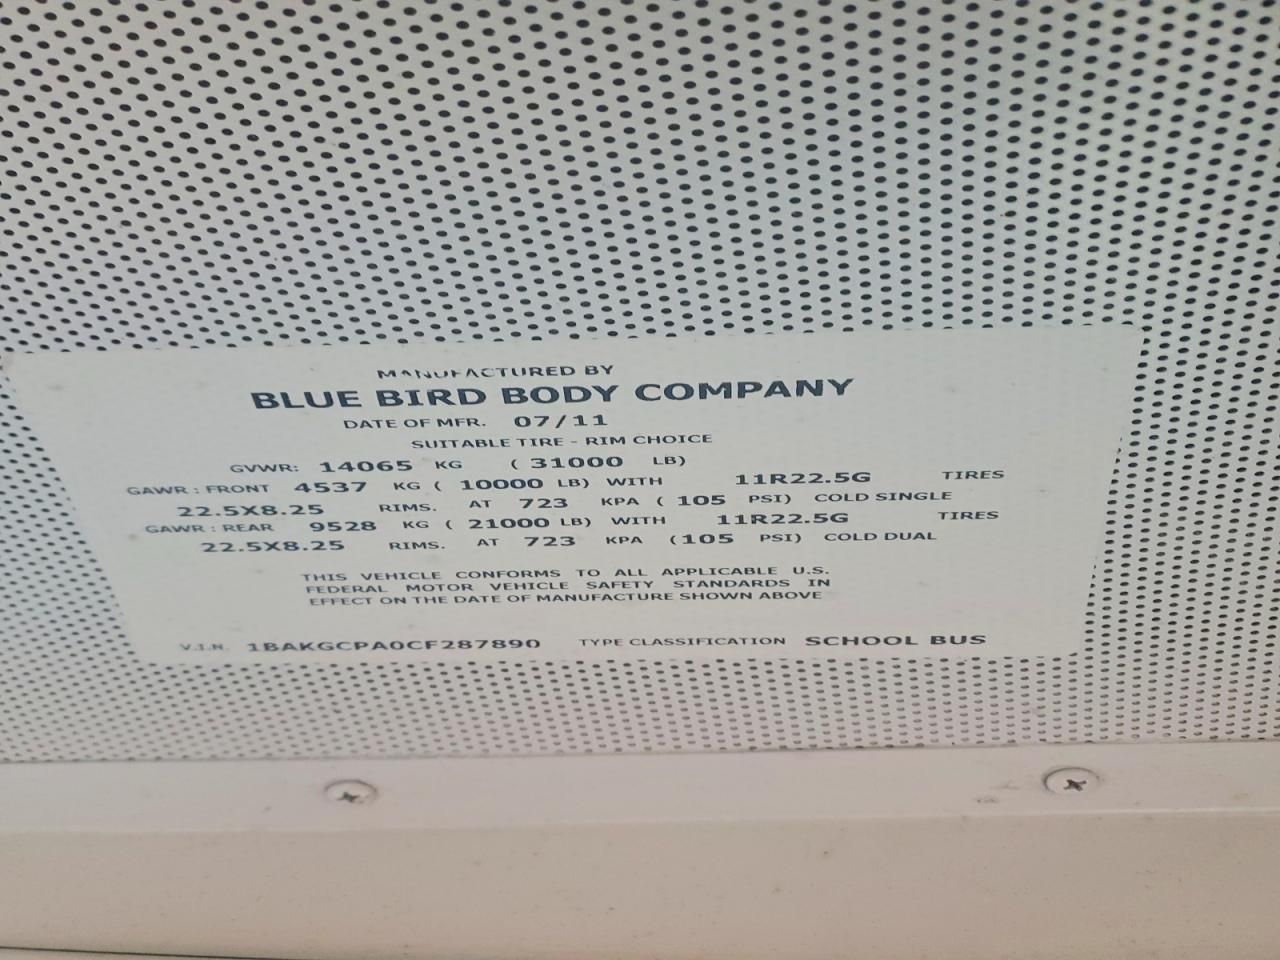 MANUFACTURED BY
BLUE BIRD BODY COMPANY
DATE OF MFR. 07/11
SUITABLE TIRE - RIM CHOICE
GVWR: 14065 KG ( 31000 LB)
GAWR : FRONT 4537 KG ( 10000 LB) WITH 11R22.5G TIRES
22.5X8.25 RIMS. AT 723 KPA ( 105 PSI) COLD SINGLE
GAWR : REAR 9528 KG ( 21000 LB) WITH 11R22.5G TIRES
22.5X8.25 RIMS. AT 723 KPA (105 PSI) COLD DUAL
THIS VEHICLE CONFORMS TO ALL APPLICABLE U.S.
FEDERAL MOTOR VEHICLE SAFETY STANDARDS IN
EFFECT ON THE DATE OF MANUFACTURE SHOWN ABOVE
V.I.N. 1BAKGCPA0CF287890 TYPE CLASSIFICATION SCHOOL BUS